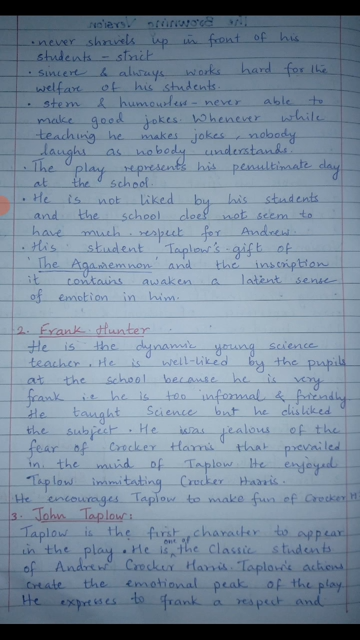 • never shrivels up in front of his
students - strict
• sincere & always works hard for the
welfare of his students.
• stern & humourless - never able to
make good jokes. Whenever while
teaching he makes jokes, nobody
laughs as nobody understands.
• The play represents his penultimate day
at the school.
• He is not liked by his students
and the school does not seem to
have much respect for Andrew.
• His student Taplow's gift of
'The Agamemnon' and the inscription
it contains awaken a latent sense
of emotion in him.
2. Frank Hunter
He is the dynamic young science
teacher. He is well-liked by the pupils
at the school because he is very
frank i.e he is too informal & friendly
He taught Science but he disliked
the subject. He was jealous of the
fear of Crocker Harris that prevailed
in the mind of Taplow He enjoyed
Taplow immitating Crocker Harris.
He encourages Taplow to make fun of Crocker H
3. John Taplow:
Taplow is the first character to appear
in the play. He is one of the Classic students
of Andrew Crocker Harris. Taplow's actions
create the emotional peak of the play.
He expresses to frank a respect and